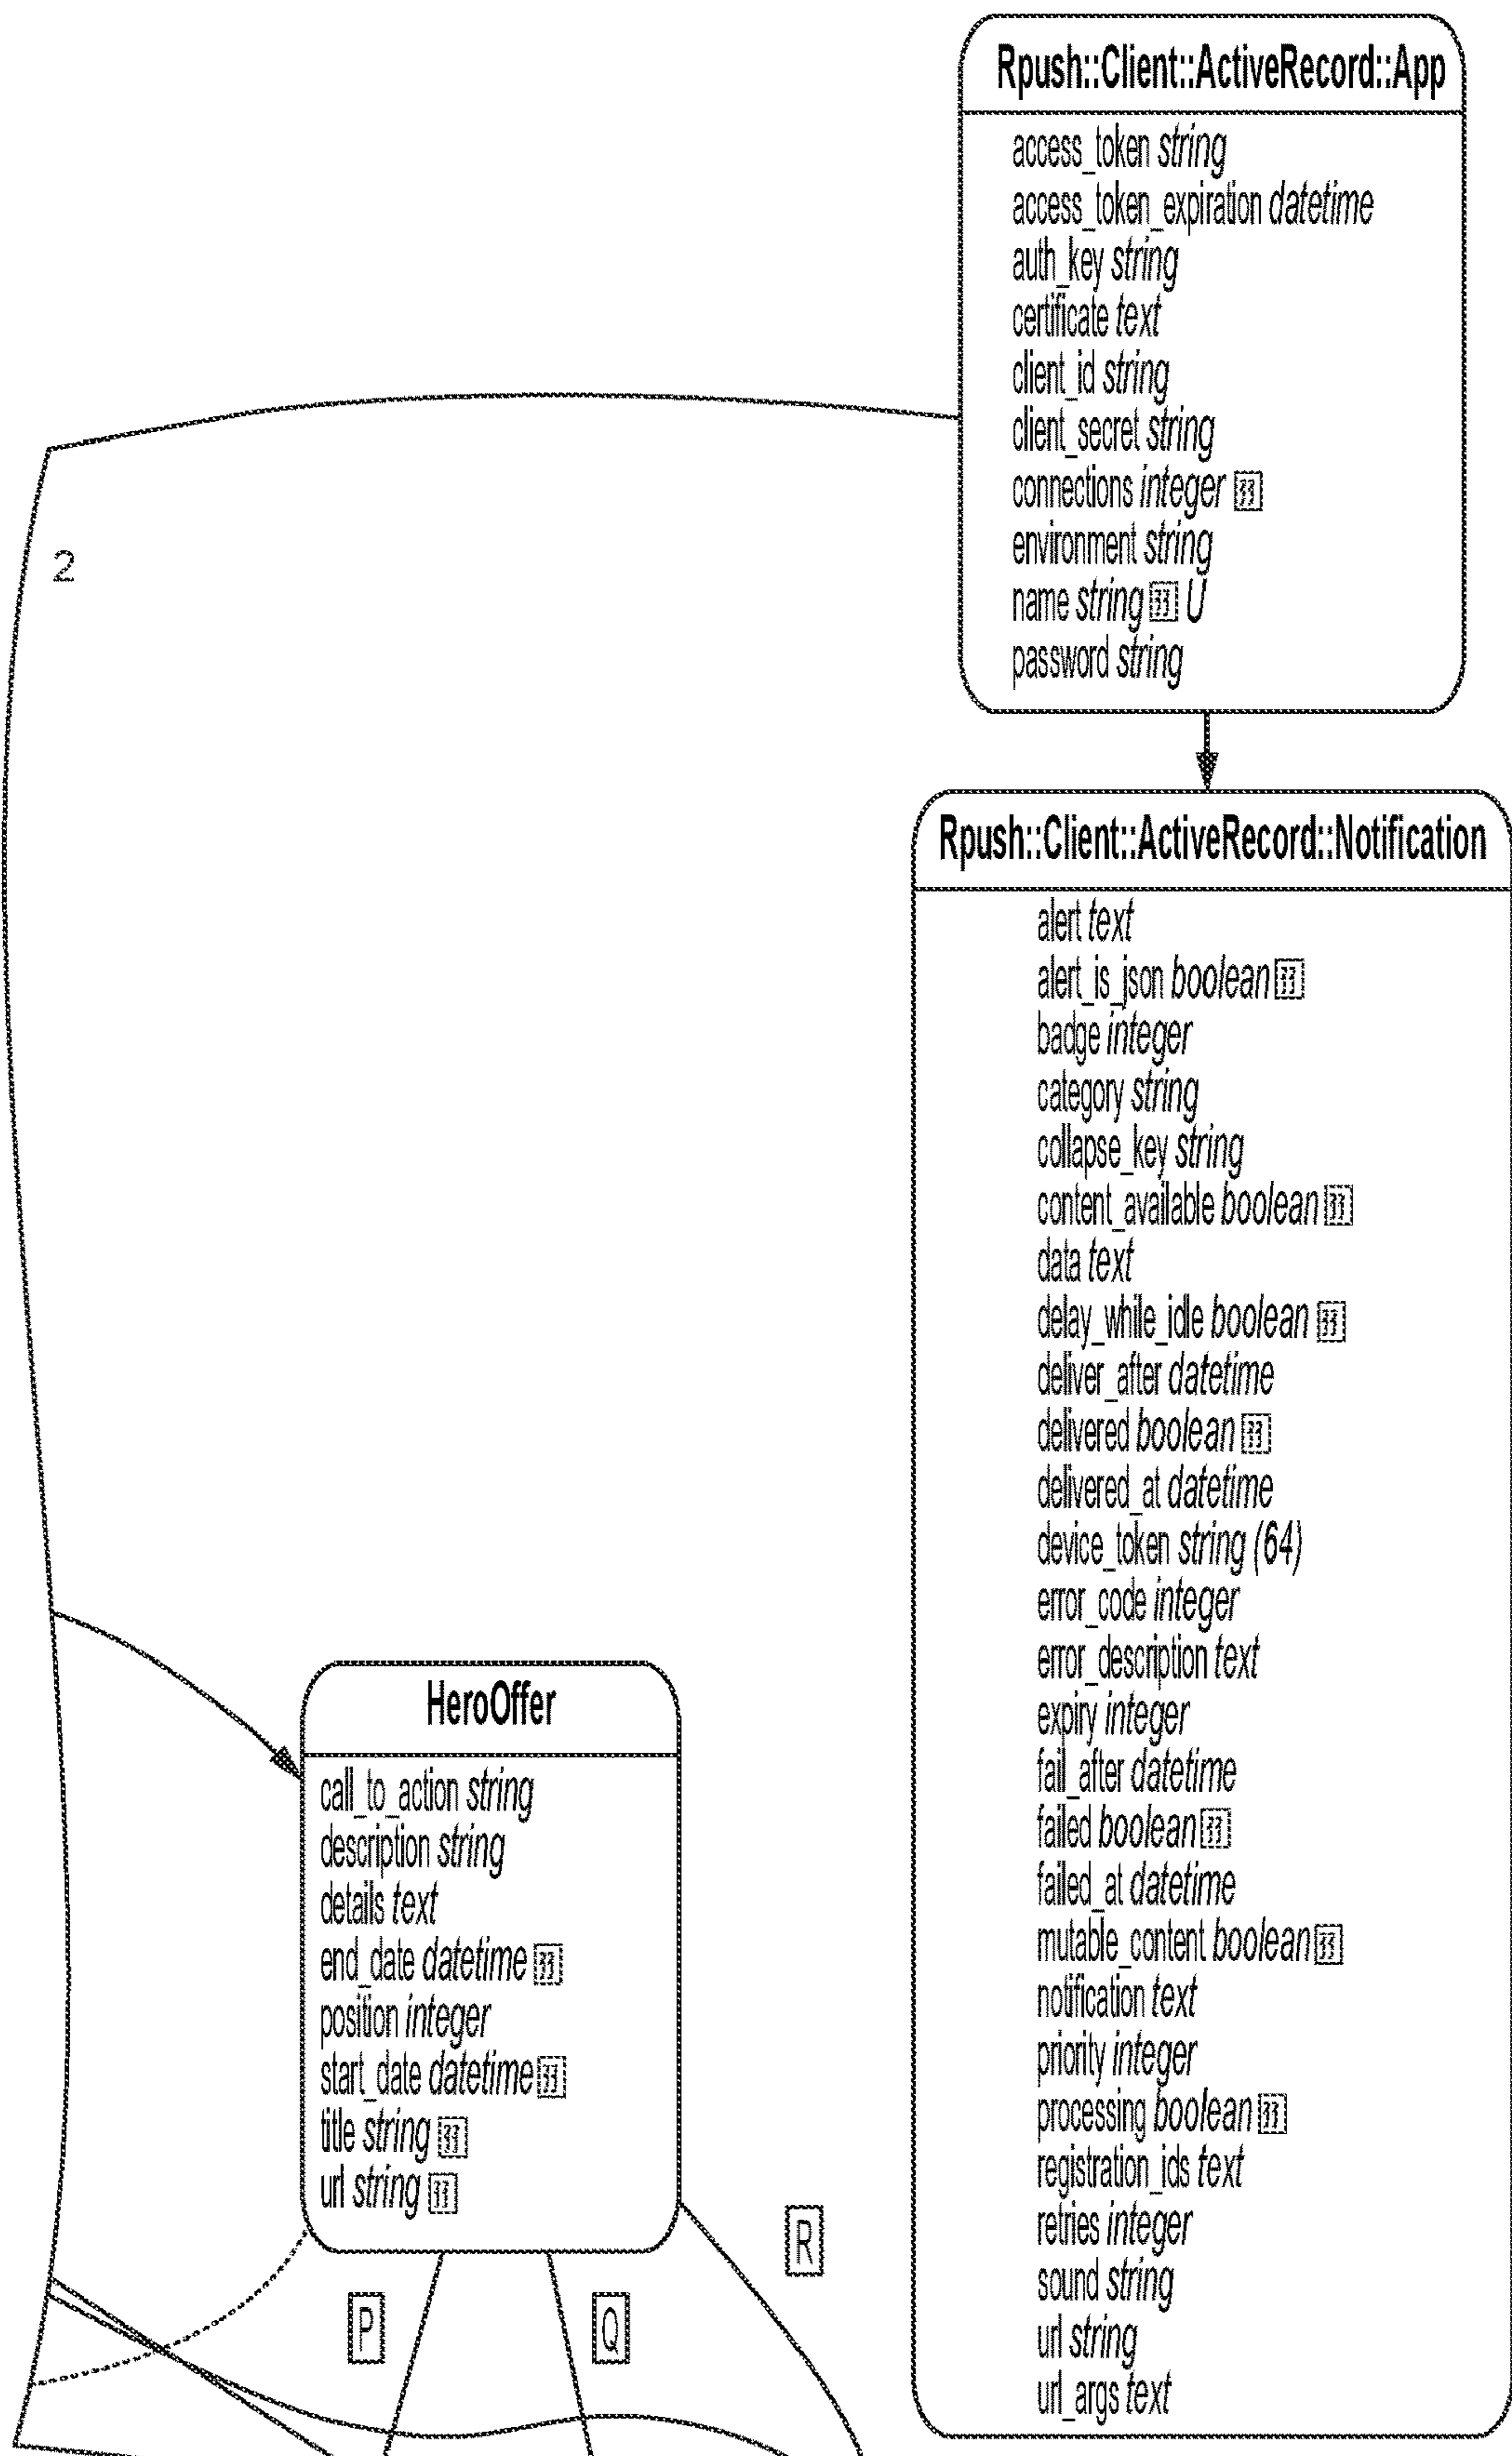 Rpush::Client::ActiveRecord::App
access_token string
access_token_expiration datetime
auth_key string
certificate text
client_id string
client_secret string
connections integer
environment string
name string U
password string
2
Rpush::Client::ActiveRecord::Notification
alert text
alert_is_json boolean
badge integer
category string
collapse_key string
content_available boolean
data text
delay_while_idle boolean
deliver_after datetime
delivered boolean
delivered_at datetime
device_token string (64)
error_code integer
error_description text
expiry integer
fail_after datetime
failed boolean
failed_at datetime
mutable_content boolean
notification text
priority integer
processing boolean
registration_ids text
retries integer
sound string
url string
url_args text
HeroOffer
call_to_action string
description string
details text
end_date datetime
position integer
start_date datetime
title string
url string
P
Q
R